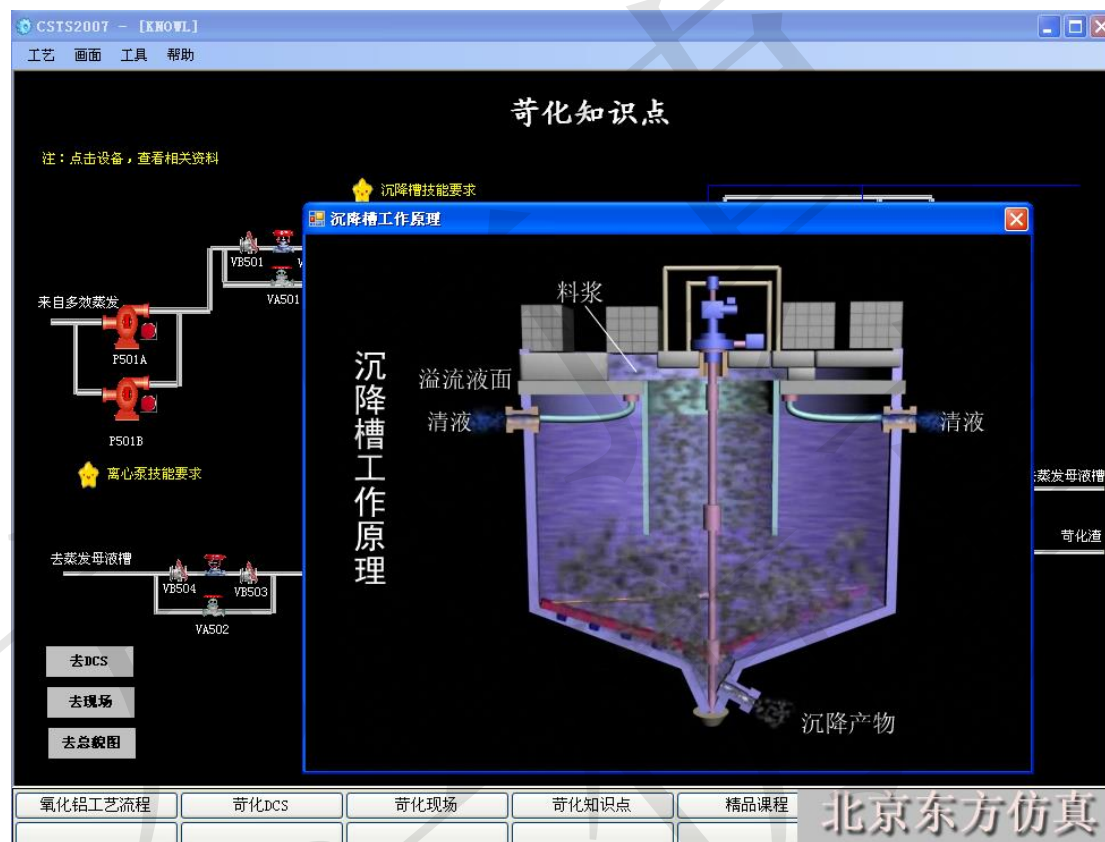 CSTS2007 - [KNOWL]
工艺 画面 工具 帮助
苛化知识点
注：点击设备，查看相关资料
沉降槽技能要求
沉降槽工作原理
VB501
VA501
来自多效蒸发
P501A
P501B
离心泵技能要求
料浆
溢流液面
清液
清液
沉降槽工作原理
沉降产物
蒸发母液槽
苛化渣
去蒸发母液槽
VB504
VB503
VA502
去DCS
去现场
去总貌图
氧化铝工艺流程 苛化DCS 苛化现场 苛化知识点 精品课程
北京东方仿真